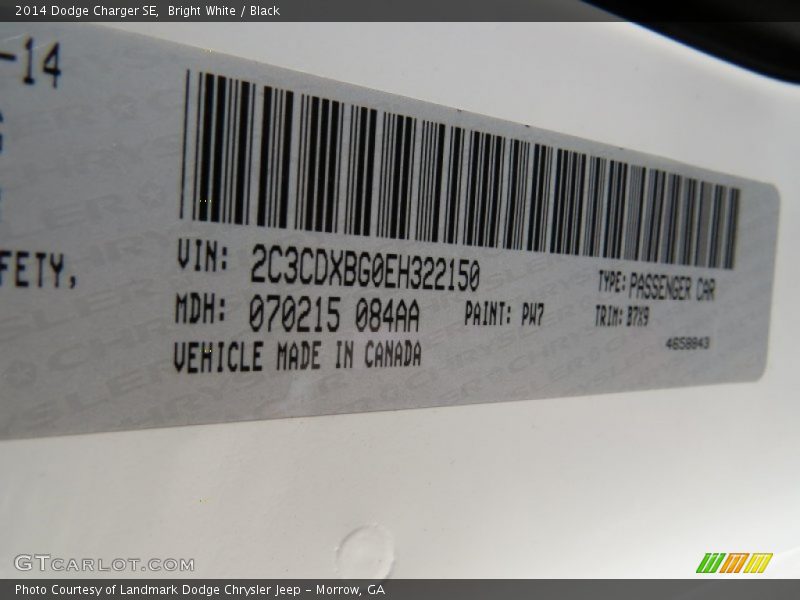 2014 Dodge Charger SE,  Bright White / Black
-14
FETY,
VIN: 2C3CDXBG0EH322150
TYPE: PASSENGER CAR
MDH: 070215 084AA
PAINT: PW7
TRIM: B7X9
VEHICLE MADE IN CANADA
4658843
GTCARLOT.COM
Photo Courtesy of Landmark Dodge Chrysler Jeep – Morrow, GA